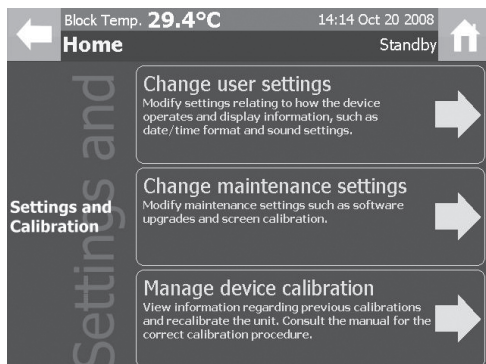 Block Temp. 29.4°C 14:14 Oct 20 2008
Home Standby
Settings and
Settings and
Calibration
Change user settings
Modify settings relating to how the device
operates and display information, such as
date/time format and sound settings.
Change maintenance settings
Modify maintenance settings such as software
upgrades and screen calibration.
Manage device calibration
View information regarding previous calibrations
and recalibrate the unit. Consult the manual for the
correct calibration procedure.